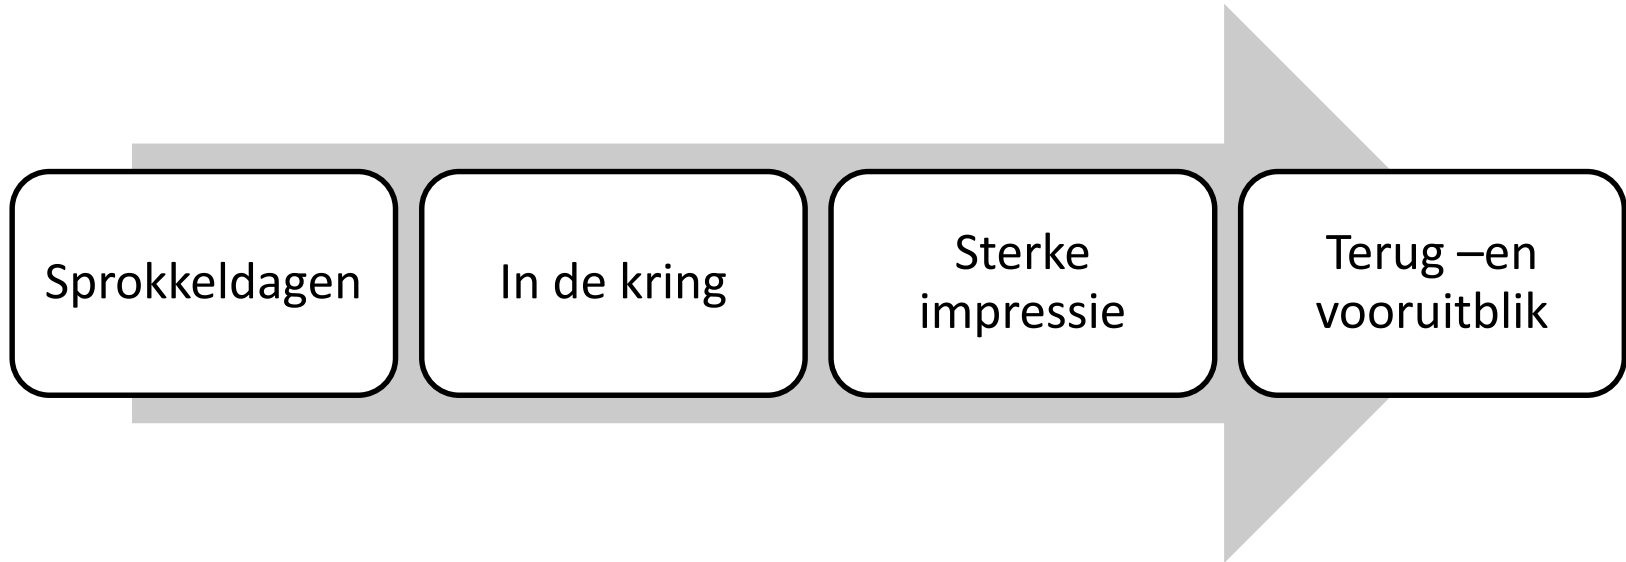 Sprokkeldagen
In de kring
Sterke
impressie
Terug –en
vooruitblik